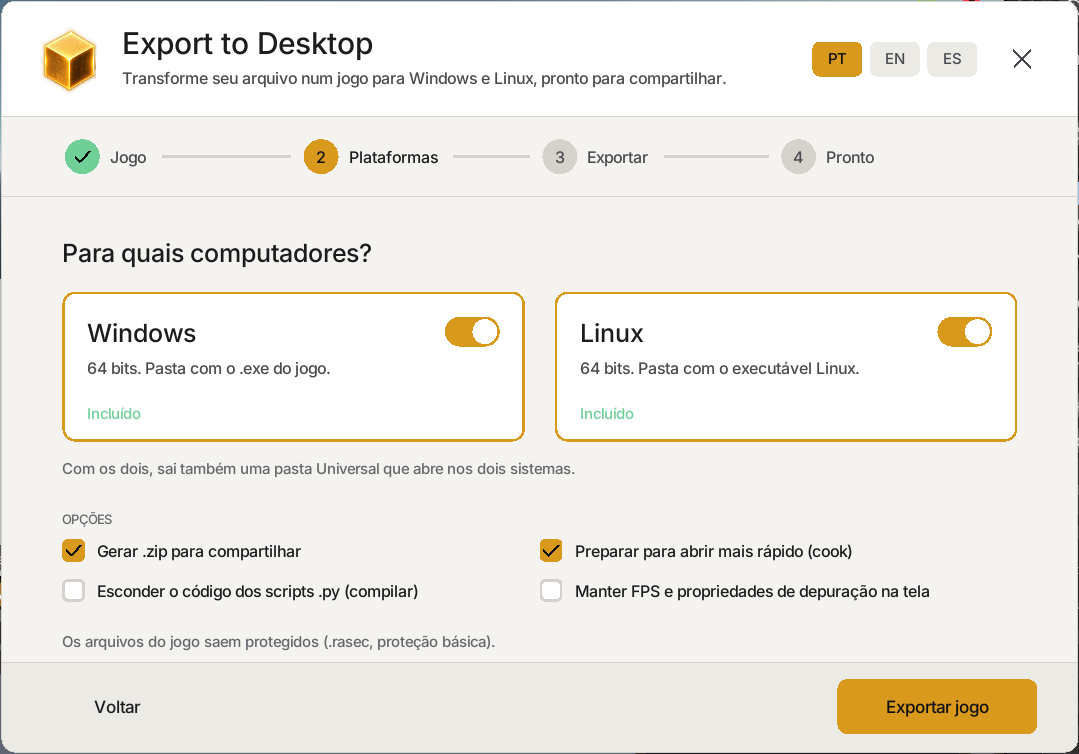 Export to Desktop
Transforme seu arquivo num jogo para Windows e Linux, pronto para compartilhar.
PT
EN
ES
Jogo
2
Plataformas
3
Exportar
4
Pronto
Para quais computadores?
Windows
64 bits. Pasta com o .exe do jogo.
Incluído
Linux
64 bits. Pasta com o executável Linux.
Incluído
Com os dois, sai também uma pasta Universal que abre nos dois sistemas.
OPÇÕES
Gerar .zip para compartilhar
Preparar para abrir mais rápido (cook)
Esconder o código dos scripts .py (compilar)
Manter FPS e propriedades de depuração na tela
Os arquivos do jogo saem protegidos (.rasec, proteção básica).
Voltar
Exportar jogo